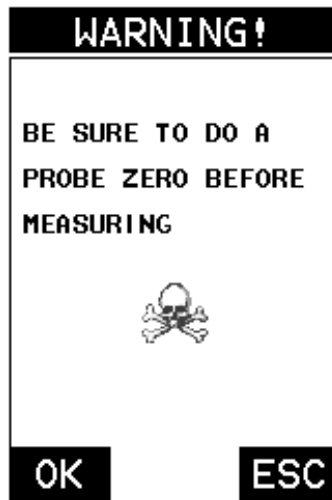 WARNING!
BE SURE TO DO A
PROBE ZERO BEFORE
MEASURING
OK ESC